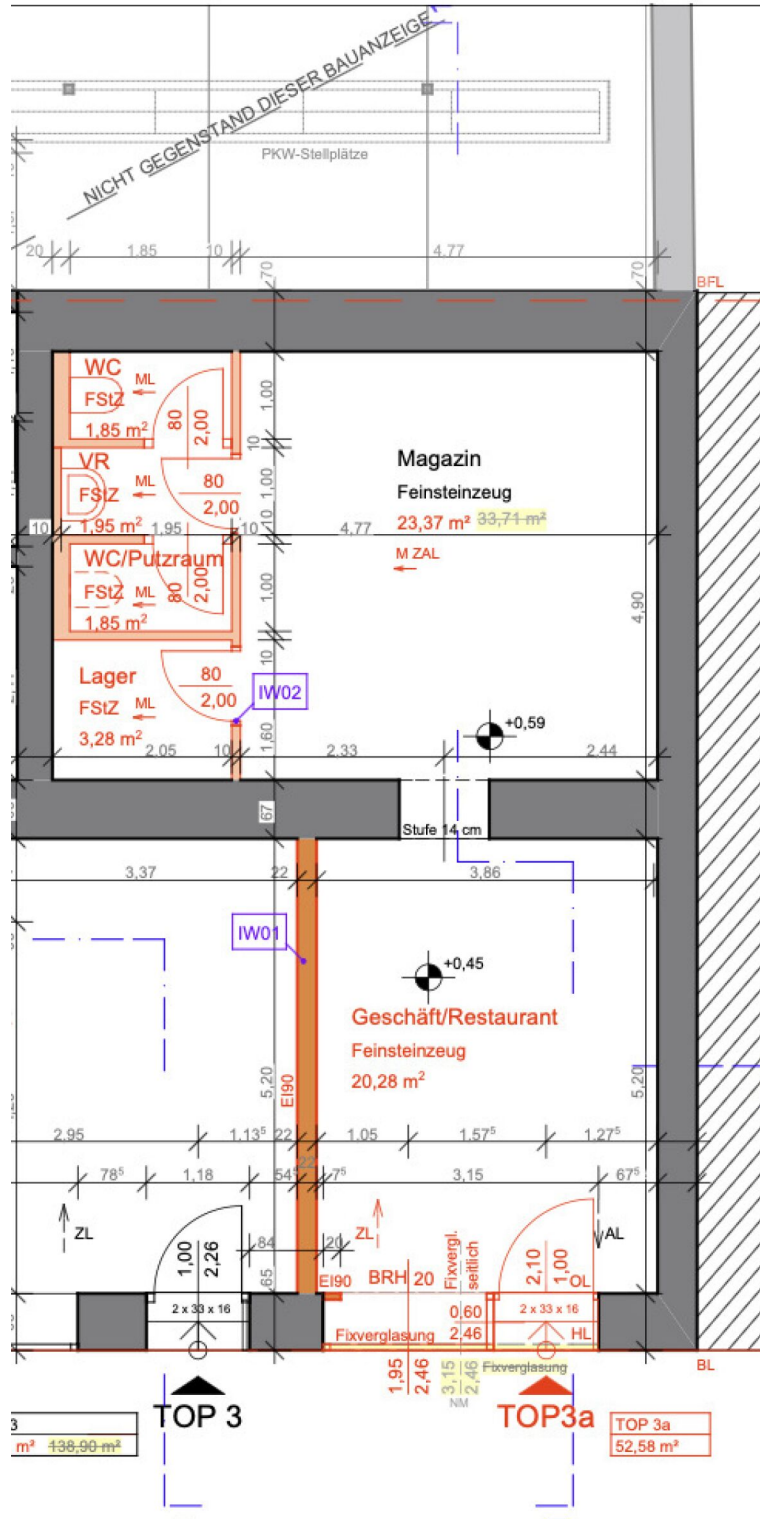 NICHT GEGENSTAND DIESER BAUANZEIGE
PKW-Stellplätze
20
1.85
10
4.77
70
70
BFL
WC
ML
FStZ
1,85 m²
80
2,00
1,00
10
VR
ML
FStZ
1,95 m²
80
2,00
1,00
10
Magazin
Feinsteinzeug
23,37 m² 33,71 m²
M ZAL
10
1,95
10
4,77
WC/Putzraum
FStZ ML
1,85 m²
80
2,00
1,00
10
4,90
Lager
FStZ ML
3,28 m²
80
2,00
IW02
1,60
+0,59
2.05
10
2.33
2.44
67
Stufe 14 cm
3,37
22
3,86
IW01
+0,45
Geschäft/Restaurant
Feinsteinzeug
20,28 m²
EI90
5,20
5,20
2.95
1,13⁵
22
1.05
1.57⁵
1.27⁵
78⁵
1,18
54⁵
22
7⁵
3,15
67⁵
ZL
ZL
AL
84
20
65
1,00
2,26
EI90
BRH 20
Fixvergl.
seitlich
2,10
1,00
OL
2 x 33 x 16
0,60
2,46
2 x 33 x 16
HL
Fixverglasung
1,95
2,46
3,15
2,46
Fixverglasung
NM
BL
TOP 3
TOP3a
3
m² 138,90 m²
TOP 3a
52,58 m²